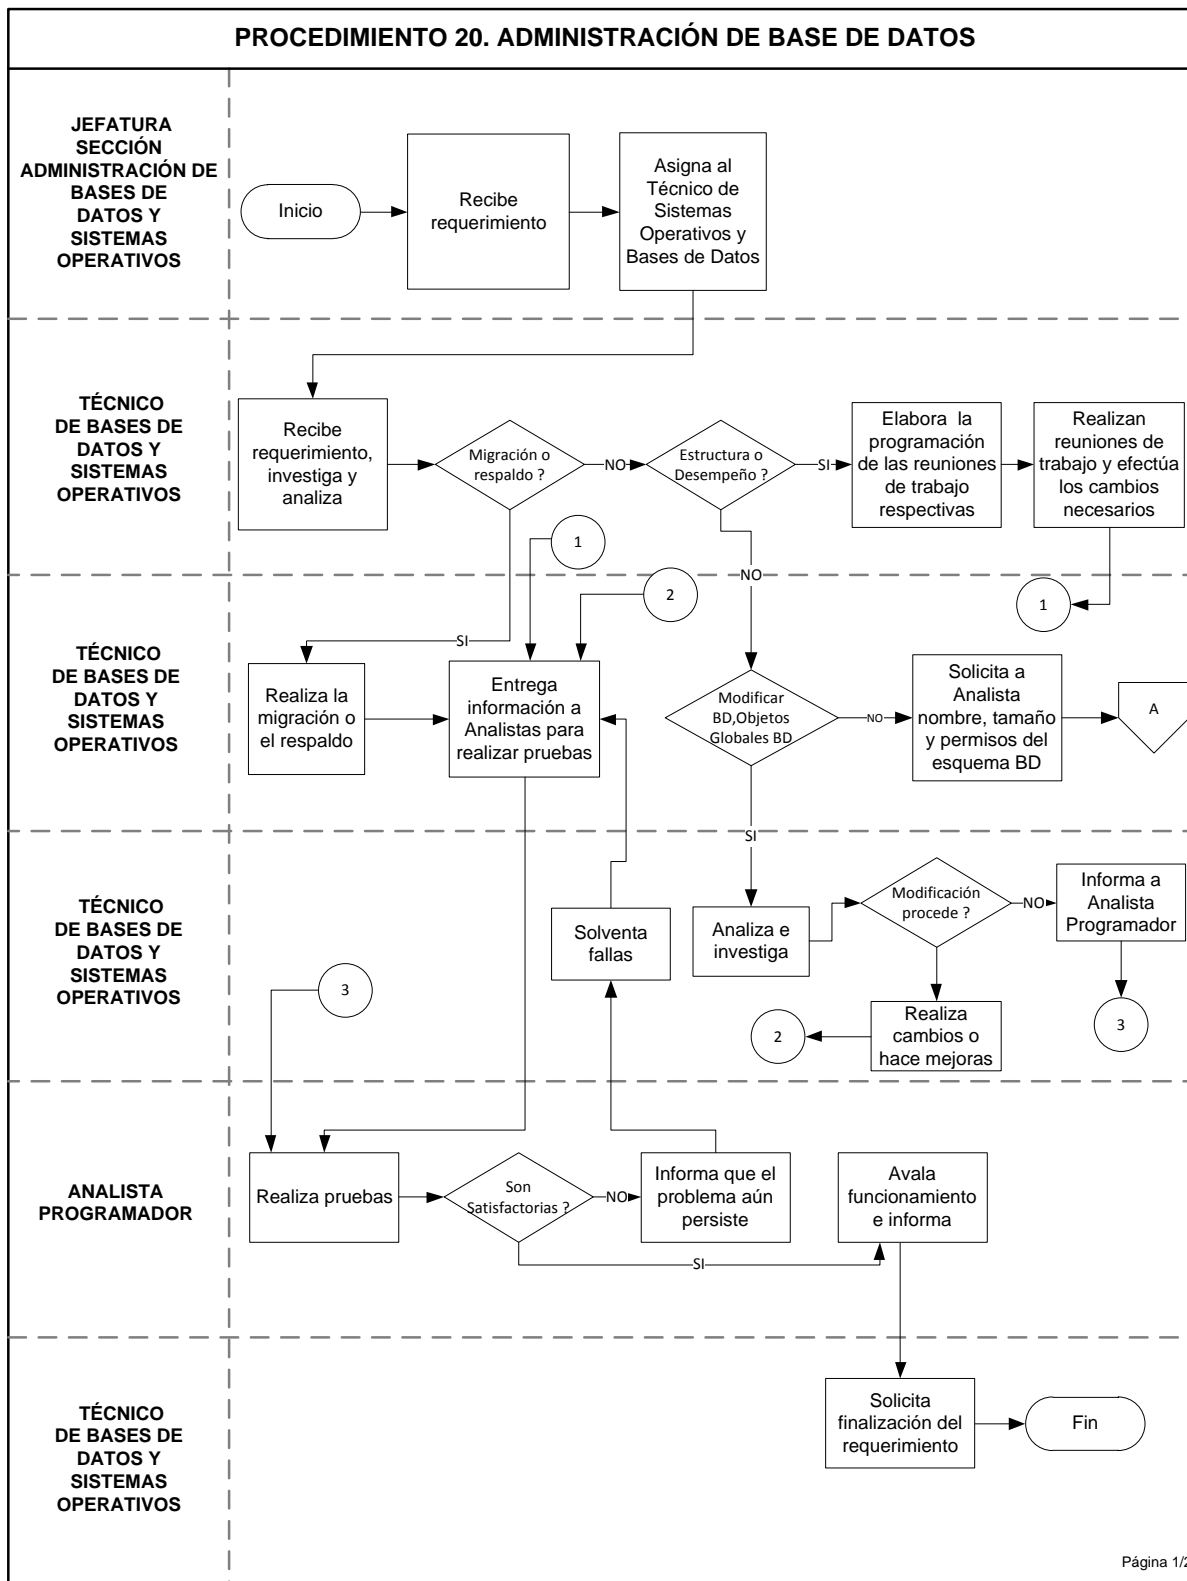 PROCEDIMIENTO 20. ADMINISTRACIÓN DE BASE DE DATOS
JEFATURA
SECCIÓN
ADMINISTRACIÓN DE
BASES DE
DATOS Y
SISTEMAS
OPERATIVOS
Inicio
Recibe
requerimiento
Asigna al
Técnico de
Sistemas
Operativos y
Bases de Datos
TÉCNICO
DE BASES DE
DATOS Y
SISTEMAS
OPERATIVOS
Recibe
requerimiento,
investiga y
analiza
Migración o
respaldo ?
NO
Estructura o
Desempeño ?
SI
Elabora la
programación
de las reuniones
de trabajo
respectivas
Realizan
reuniones de
trabajo y efectúa
los cambios
necesarios
1
NO
TÉCNICO
DE BASES DE
DATOS Y
SISTEMAS
OPERATIVOS
2
1
SI
Realiza la
migración o
el respaldo
Entrega
información a
Analistas para
realizar pruebas
Modificar
BD,Objetos
Globales BD
NO
Solicita a
Analista
nombre, tamaño
y permisos del
esquema BD
A
SI
TÉCNICO
DE BASES DE
DATOS Y
SISTEMAS
OPERATIVOS
3
Solventa
fallas
Analiza e
investiga
Modificación
procede ?
NO
Informa a
Analista
Programador
2
Realiza
cambios o
hace mejoras
3
ANALISTA
PROGRAMADOR
Realiza pruebas
Son
Satisfactorias ?
NO
Informa que el
problema aún
persiste
Avala
funcionamiento
e informa
SI
TÉCNICO
DE BASES DE
DATOS Y
SISTEMAS
OPERATIVOS
Solicita
finalización del
requerimiento
Fin
Página 1/2